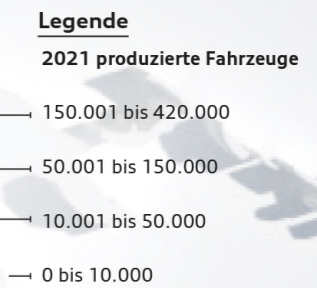 Legende
2021 produzierte Fahrzeuge
150.001 bis 420.000
50.001 bis 150.000
10.001 bis 50.000
0 bis 10.000